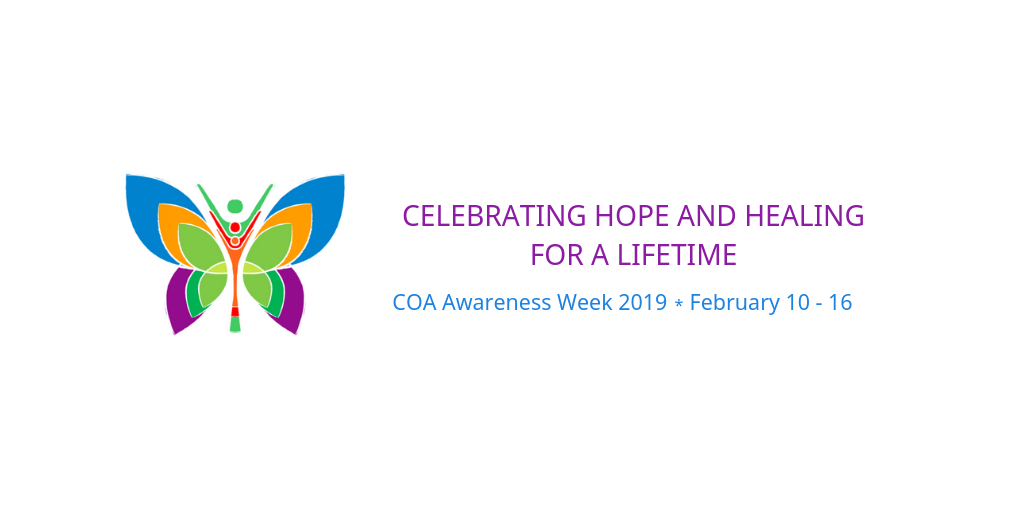 CELEBRATING HOPE AND HEALING
FOR A LIFETIME
COA Awareness Week 2019 * February 10 - 16